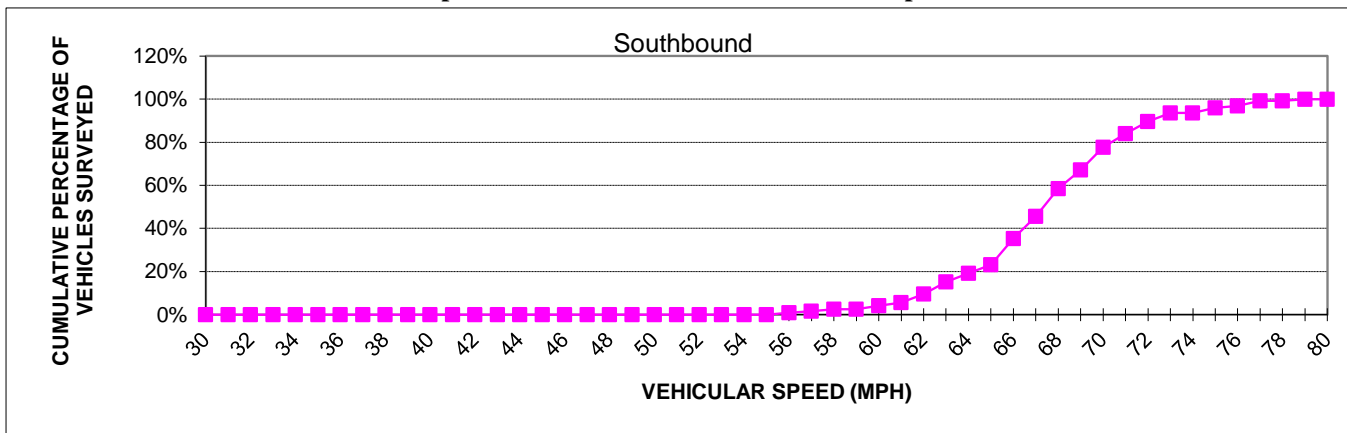 Southbound
CUMULATIVE PERCENTAGE OF
VEHICLES SURVEYED
120%
100%
80%
60%
40%
20%
0%
30 32 34 36 38 40 42 44 46 48 50 52 54 56 58 60 62 64 66 68 70 72 74 76 78 80
VEHICULAR SPEED (MPH)